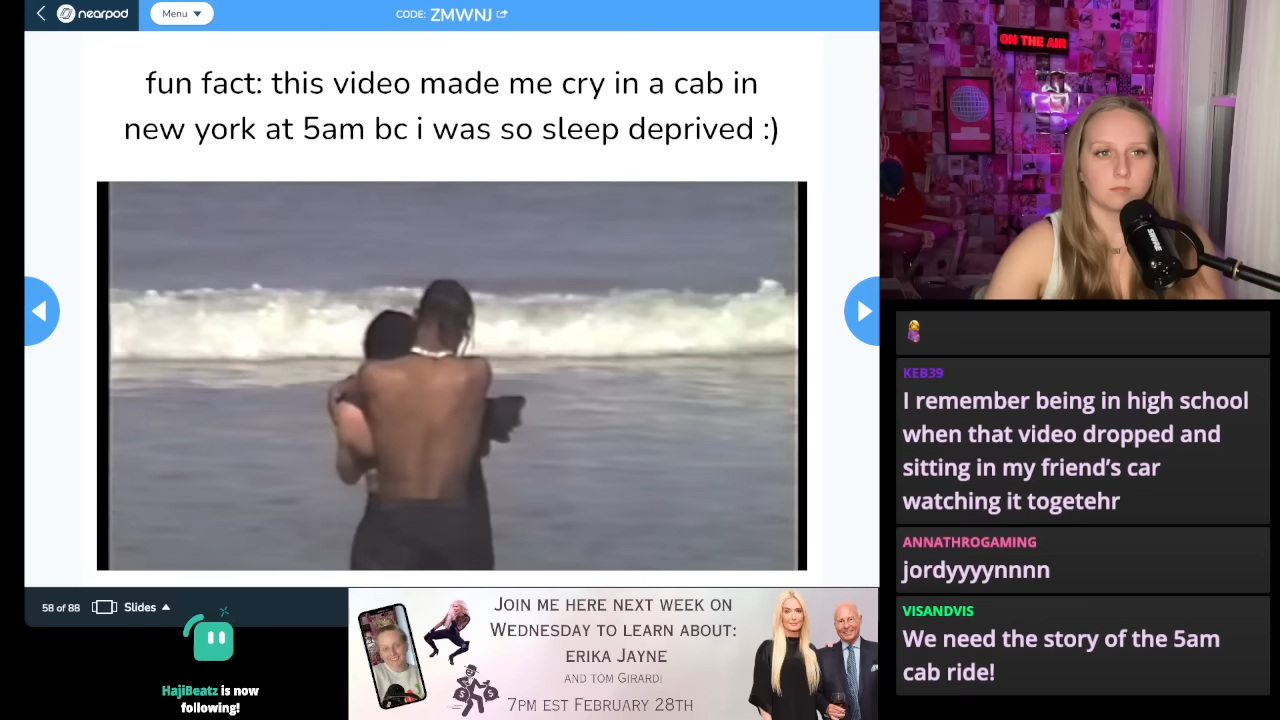 nearpod
Menu
CODE: ZMWNJ
fun fact: this video made me cry in a cab in
new york at 5am bc i was so sleep deprived :)
ON THE AIR
KEB39
I remember being in high school
when that video dropped and
sitting in my friend's car
watching it togetehr
ANNATHROGAMING
jordyyyynnnn
VISANDVIS
We need the story of the 5am
cab ride!
58 of 88
Slides
HajiBeatz is now
following!
JOIN ME HERE NEXT WEEK ON
WEDNESDAY TO LEARN ABOUT:
ERIKA JAYNE
AND TOM GIRARDI
7PM EST FEBRUARY 28TH